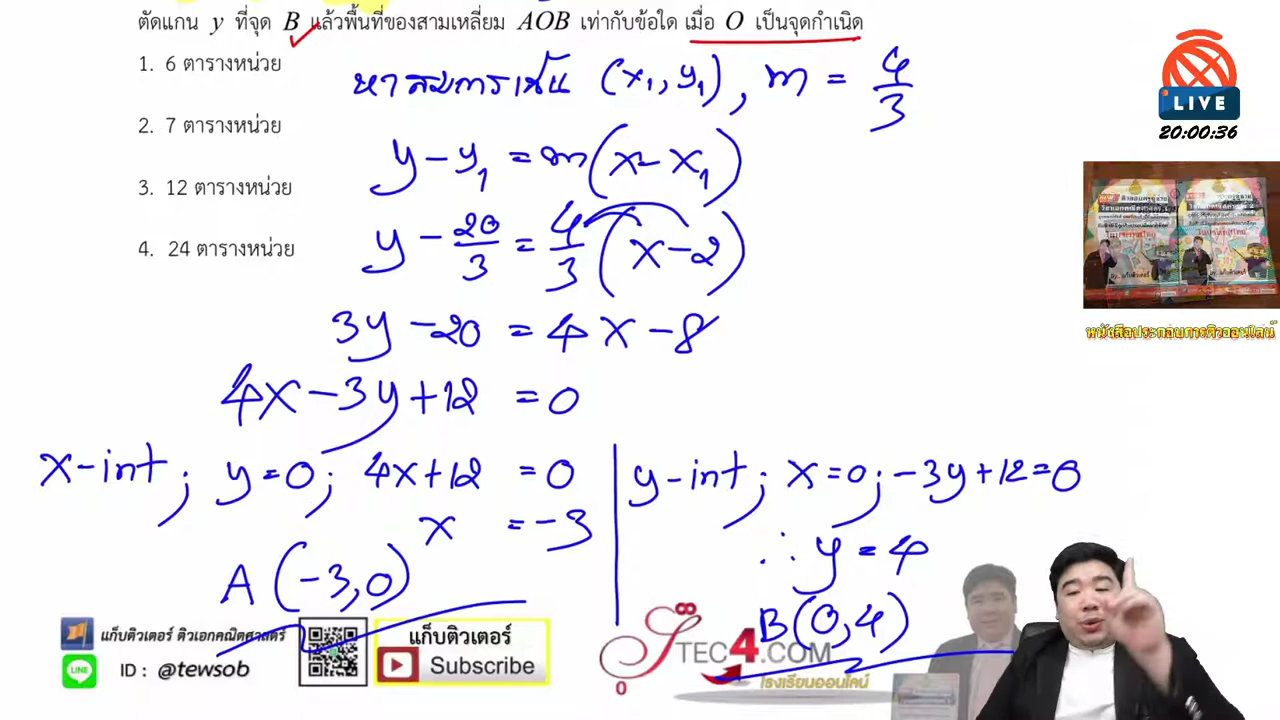 ตัดแกน y ที่จุด B แล้วพื้นที่ของสามเหลี่ยม AOB เท่ากับข้อใด เมื่อ O เป็นจุดกำเนิด
1. 6 ตารางหน่วย
2. 7 ตารางหน่วย
3. 12 ตารางหน่วย
4. 24 ตารางหน่วย
หาสมการเส้น (x₁, y₁), m = 4/3
y - y₁ = m(x - x₁)
y - 20/3 = 4/3 (x - 2)
3y - 20 = 4x - 8
4x - 3y + 12 = 0
x-int; y=0; 4x+12 = 0
x = -3
A(-3,0)
y-int; x=0; -3y+12=0
∴ y = 4
B(0,4)
LIVE
20:00:36
หนังสือประกอบการติวออนไลน์
แก็บติวเตอร์ ติวเอกคณิตศาสตร์
LINE
ID : @tewsob
แก็บติวเตอร์
Subscribe
TEC4.COM
โรงเรียนออนไลน์